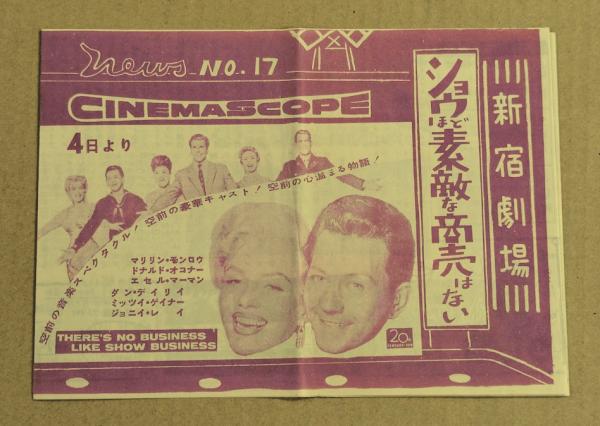 News No. 17
CINEMASCOPE
4日より
空前の音楽スペクタクル! 空前の豪華キャスト! 空前の心温まる物語!
マリリン・モンロウ
ドナルド・オコナー
エセル・マーマン
ダン・デイリイ
ミッツイ・ゲイナー
ジョニイ・レイ
THERE'S NO BUSINESS
LIKE SHOW BUSINESS
20th
ショウほど素敵な商売はない
新宿劇場